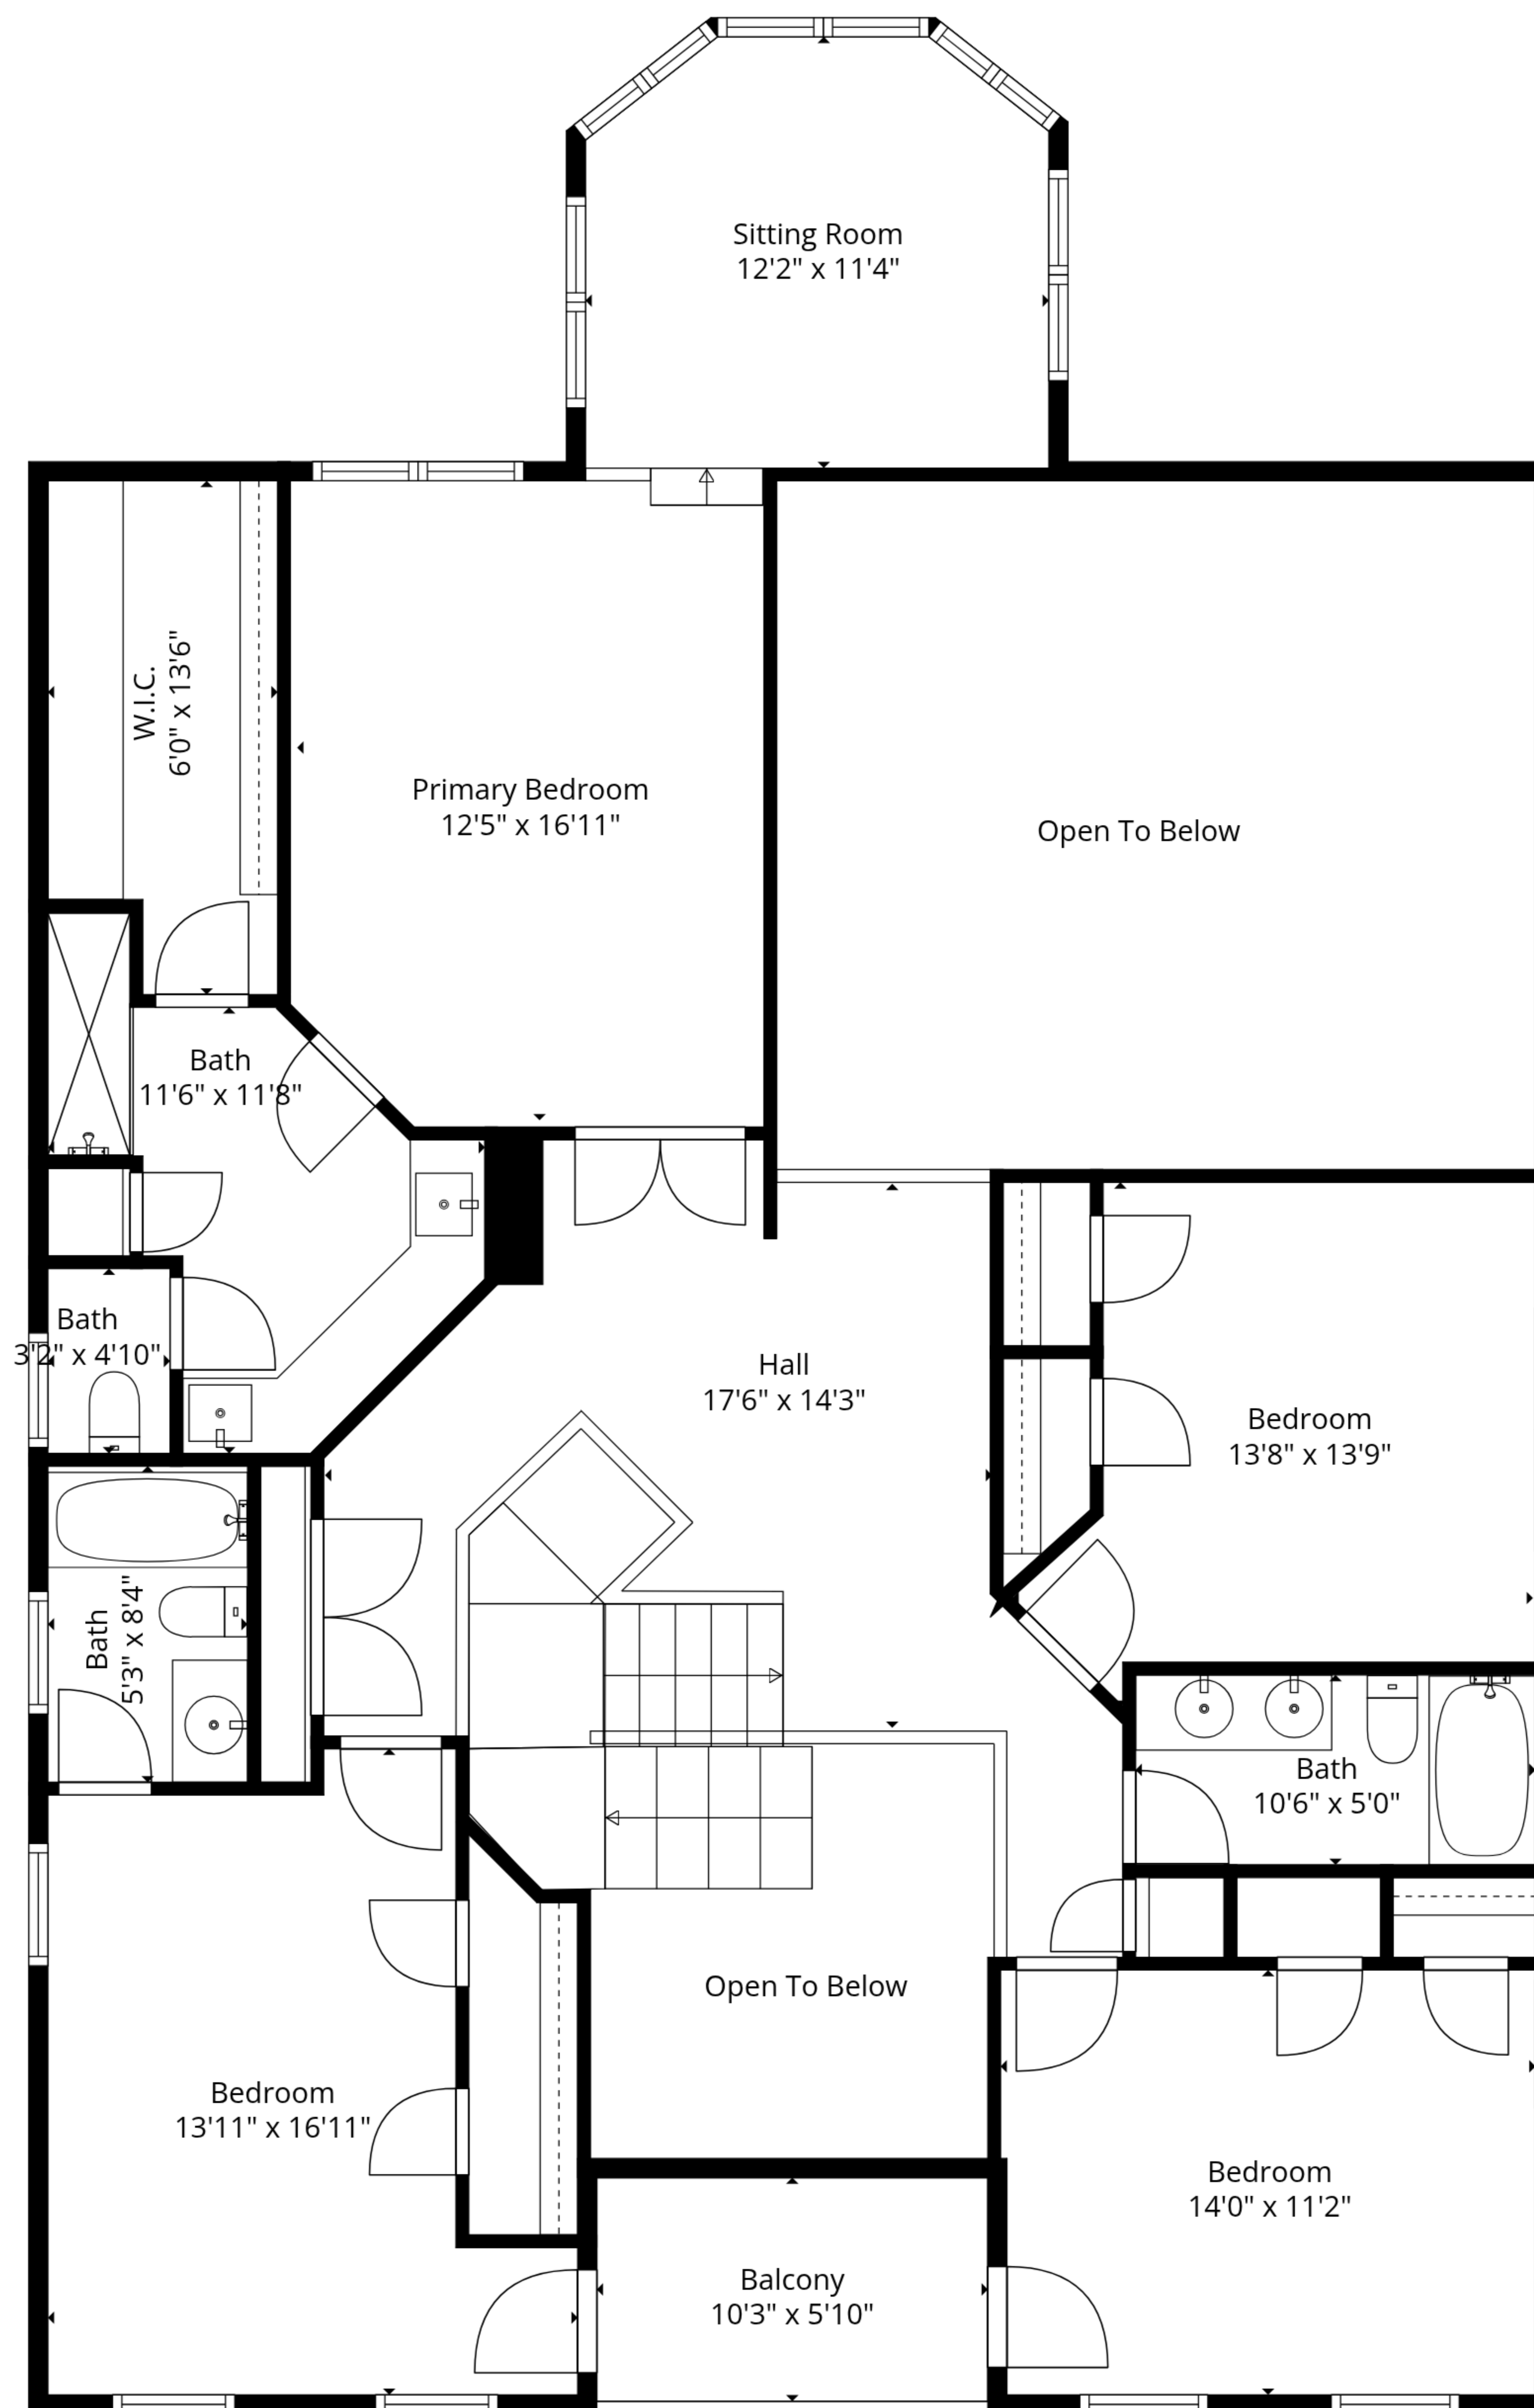 Sitting Room
12'2" x 11'4"
W.I.C.
6'0" x 13'6"
Primary Bedroom
12'5" x 16'11"
Open To Below
Bath
11'6" x 11'8"
Bath
3'2" x 4'10"
Hall
17'6" x 14'3"
Bedroom
13'8" x 13'9"
Bath
5'3" x 8'4"
Bath
10'6" x 5'0"
Open To Below
Bedroom
13'11" x 16'11"
Bedroom
14'0" x 11'2"
Balcony
10'3" x 5'10"